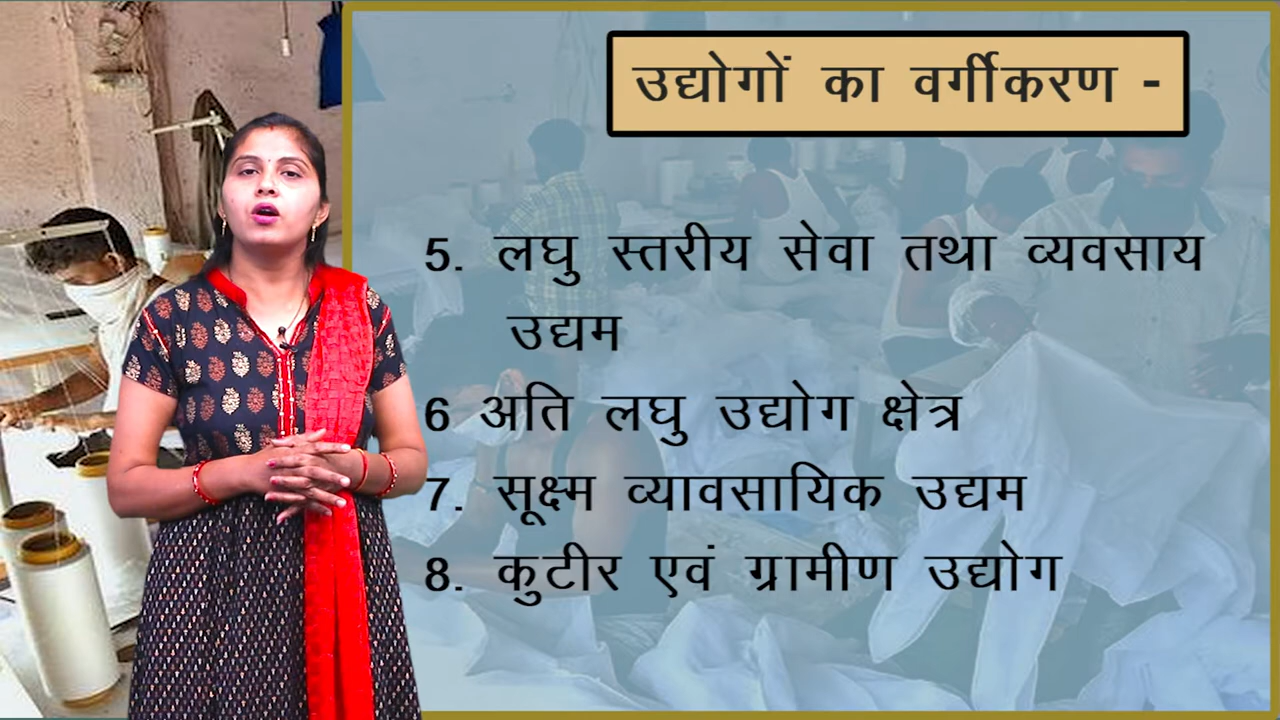 उद्योगों का वर्गीकरण -
5. लघु स्तरीय सेवा तथा व्यवसाय
उद्यम
6 अति लघु उद्योग क्षेत्र
7. सूक्ष्म व्यावसायिक उद्यम
8. कुटीर एवं ग्रामीण उद्योग